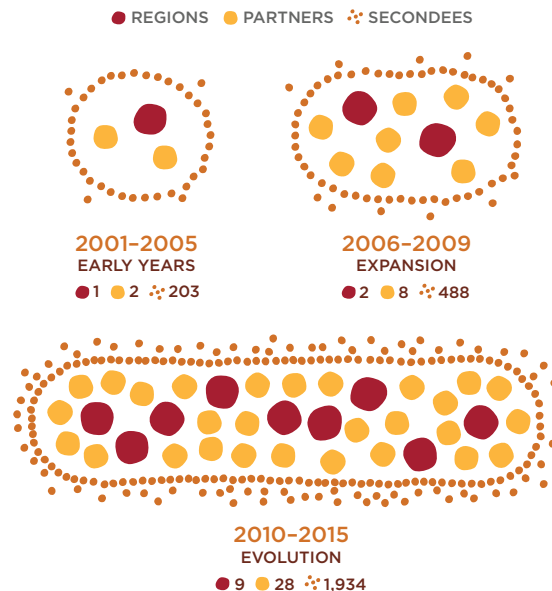 REGIONS PARTNERS SECONDEES
2001–2005
EARLY YEARS
1 2 203
2006–2009
EXPANSION
2 8 488
2010–2015
EVOLUTION
9 28 1,934